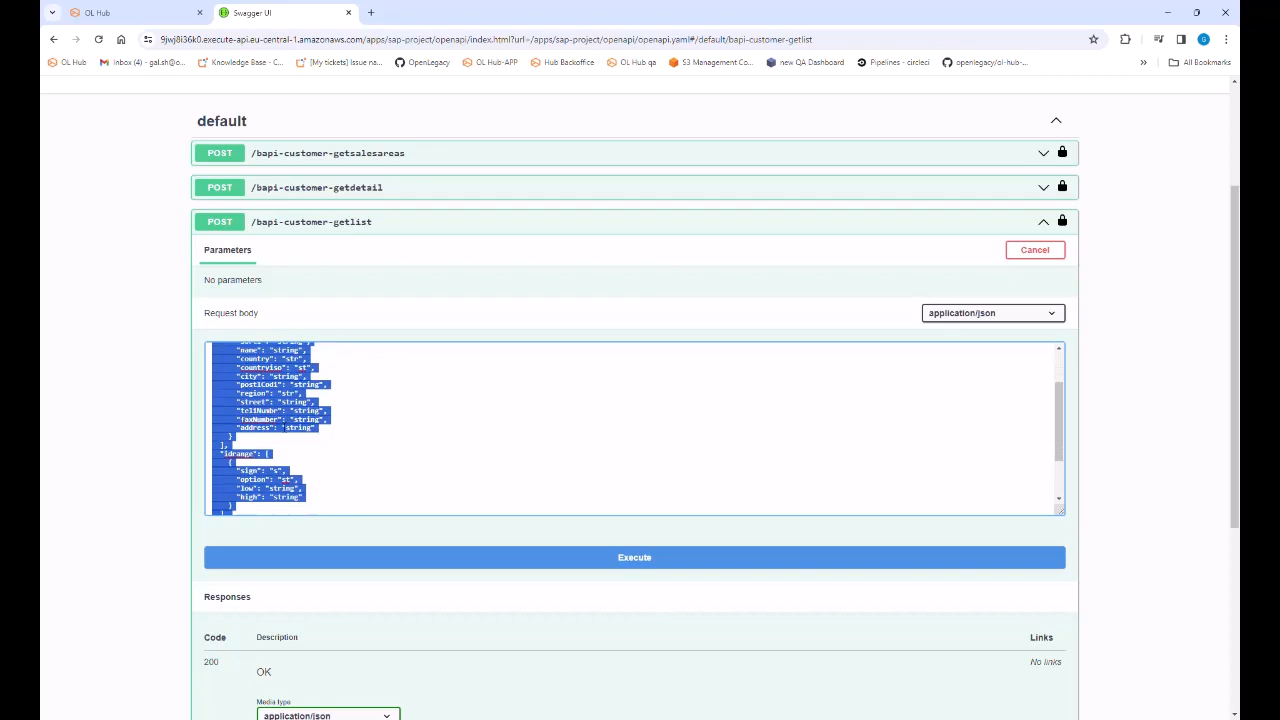 OL Hub
Swagger UI
9jwj8i36k0.execute-api.eu-central-1.amazonaws.com/apps/sap-project/openapi/index.html?url=/apps/sap-project/openapi/openapi.yaml#/default/bapi-customer-getlist
OL Hub
Inbox (4) - gal.sh@o...
Knowledge Base - C...
[My tickets] Issue na...
OpenLegacy
OL Hub-APP
Hub Backoffice
OL Hub qa
S3 Management Co...
new QA Dashboard
Pipelines - circleci
openlegacy/ol-hub-...
»
All Bookmarks
default
POST /bapi-customer-getsalesareas
POST /bapi-customer-getdetail
POST /bapi-customer-getlist
Parameters
Cancel
No parameters
Request body
application/json
"name": "string",
"country": "str",
"countryiso": "st",
"city": "string",
"postlCod1": "string",
"region": "str",
"street": "string",
"tel1Numbr": "string",
"faxNumber": "string",
"address": "string"
}
],
"idrange": [
{
"sign": "s",
"option": "st",
"low": "string",
"high": "string"
}
Execute
Responses
Code Description Links
200 OK No links
Media type
application/json